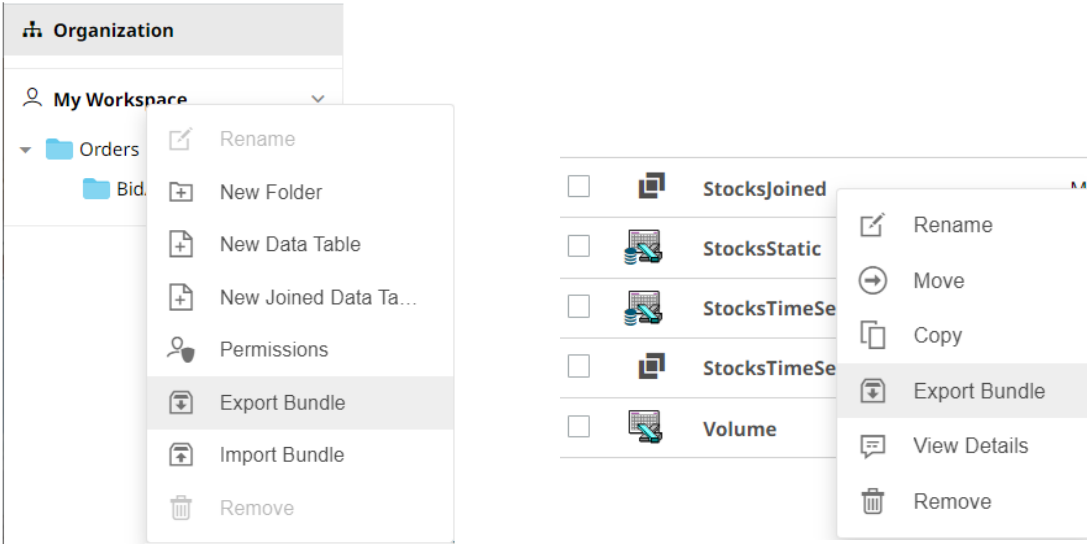 Organization
My Workspace
Orders
Bid.
Rename
New Folder
New Data Table
New Joined Data Ta...
Permissions
Export Bundle
Import Bundle
Remove
StocksJoined
StocksStatic
StocksTimeSe
StocksTimeSe
Volume
M
Rename
Move
Copy
Export Bundle
View Details
Remove